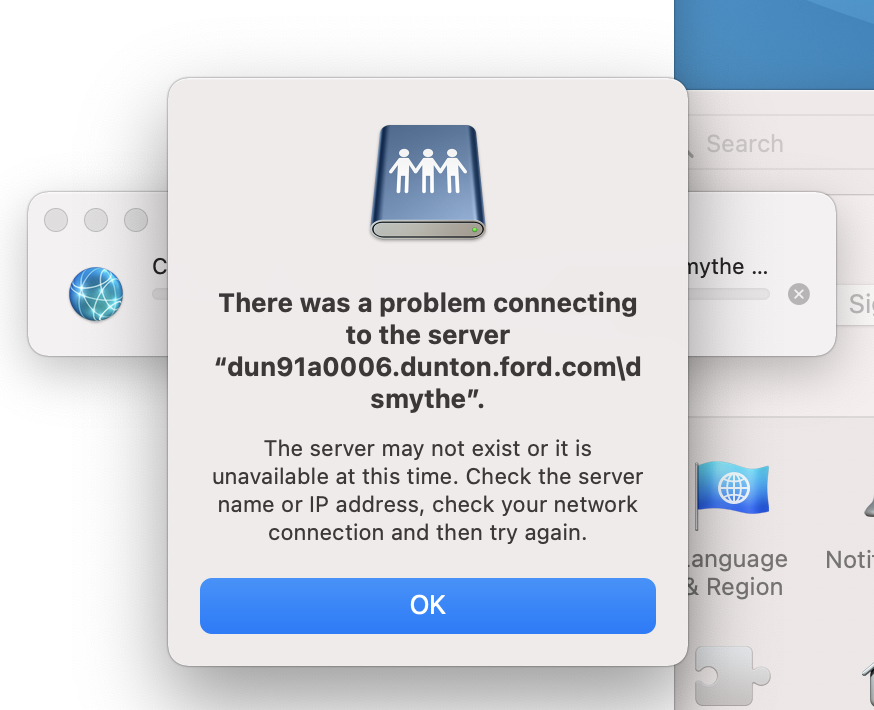 Search
C
mythe ...
Sig
There was a problem connecting
to the server
“dun91a0006.dunton.ford.com\d
smythe”.
The server may not exist or it is
unavailable at this time. Check the server
name or IP address, check your network
connection and then try again.
OK
anguage
& Region
Noti